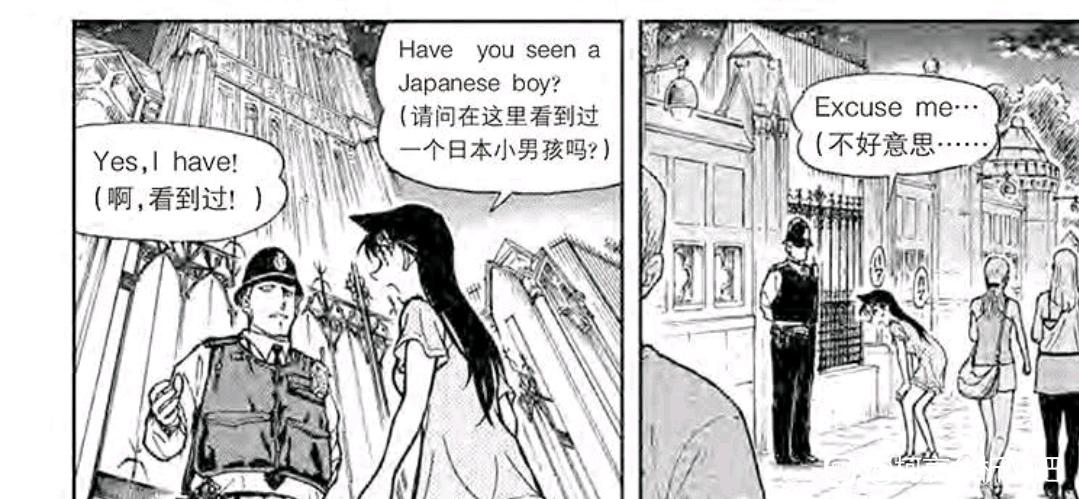 Excuse me…
(不好意思……)
Have you seen a
Japanese boy?
(请问在这里看到过
一个日本小男孩吗?)
Yes,I have!
(啊,看到过! )